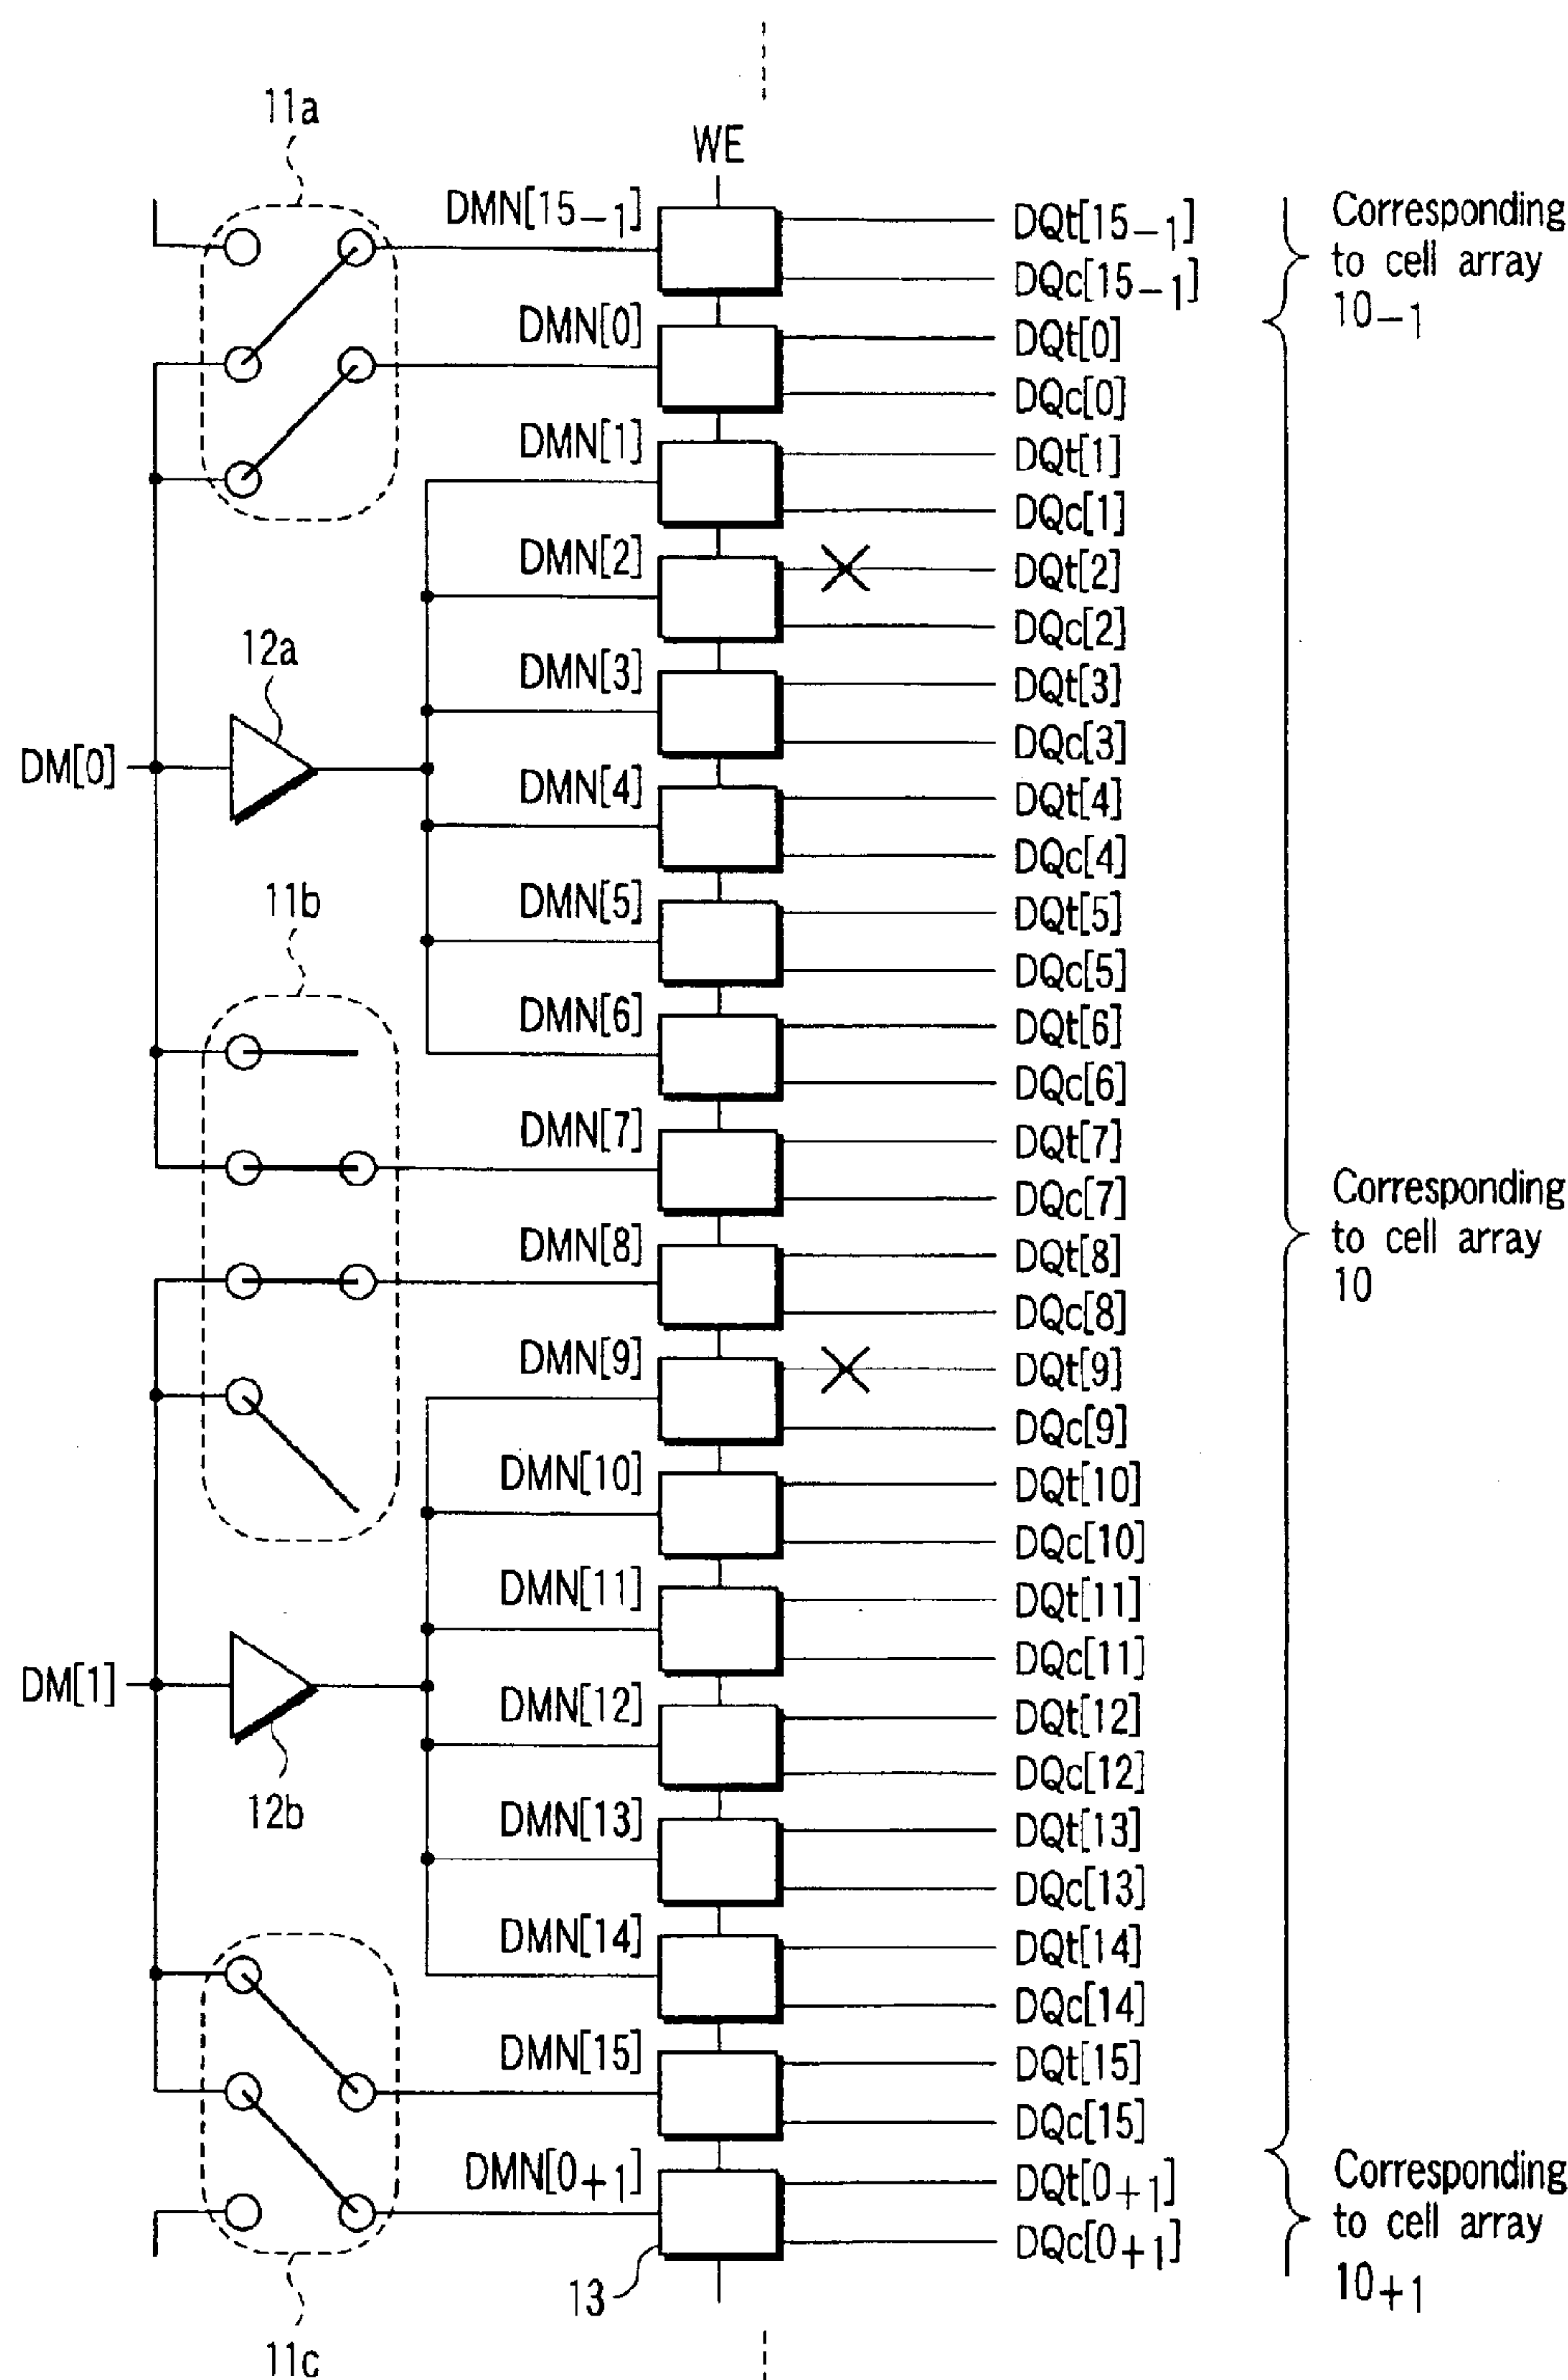 11a
WE
DMN[15-1]
DQt[15-1]
DQc[15-1]
Corresponding
to cell array
10-1
DMN[0]
DQt[0]
DQc[0]
DMN[1]
DQt[1]
DQc[1]
DMN[2]
DQt[2]
DQc[2]
12a
DMN[3]
DQt[3]
DQc[3]
DM[0]
DMN[4]
DQt[4]
DQc[4]
11b
DMN[5]
DQt[5]
DQc[5]
DMN[6]
DQt[6]
DQc[6]
DMN[7]
DQt[7]
DQc[7]
Corresponding
to cell array
10
DMN[8]
DQt[8]
DQc[8]
DMN[9]
DQt[9]
DQc[9]
DMN[10]
DQt[10]
DQc[10]
DMN[11]
DQt[11]
DQc[11]
DM[1]
DMN[12]
DQt[12]
DQc[12]
12b
DMN[13]
DQt[13]
DQc[13]
DMN[14]
DQt[14]
DQc[14]
DMN[15]
DQt[15]
DQc[15]
DMN[0+1]
DQt[0+1]
DQc[0+1]
Corresponding
to cell array
10+1
13
11c